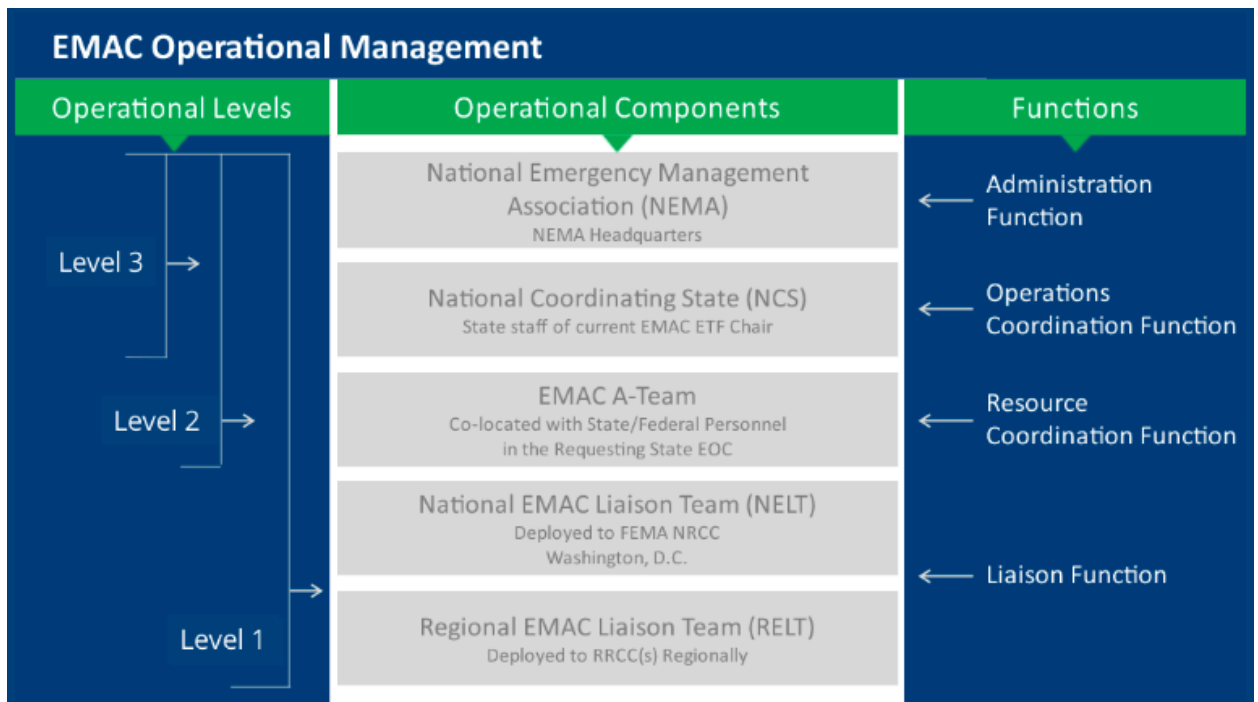 EMAC Operational Management
Operational Levels
Operational Components
Functions
Level 3
Level 2
Level 1
National Emergency Management
Association (NEMA)
NEMA Headquarters
National Coordinating State (NCS)
State staff of current EMAC ETF Chair
EMAC A-Team
Co-located with State/Federal Personnel
in the Requesting State EOC
National EMAC Liaison Team (NELT)
Deployed to FEMA NRCC
Washington, D.C.
Regional EMAC Liaison Team (RELT)
Deployed to RRCC(s) Regionally
Administration
Function
Operations
Coordination Function
Resource
Coordination Function
Liaison Function